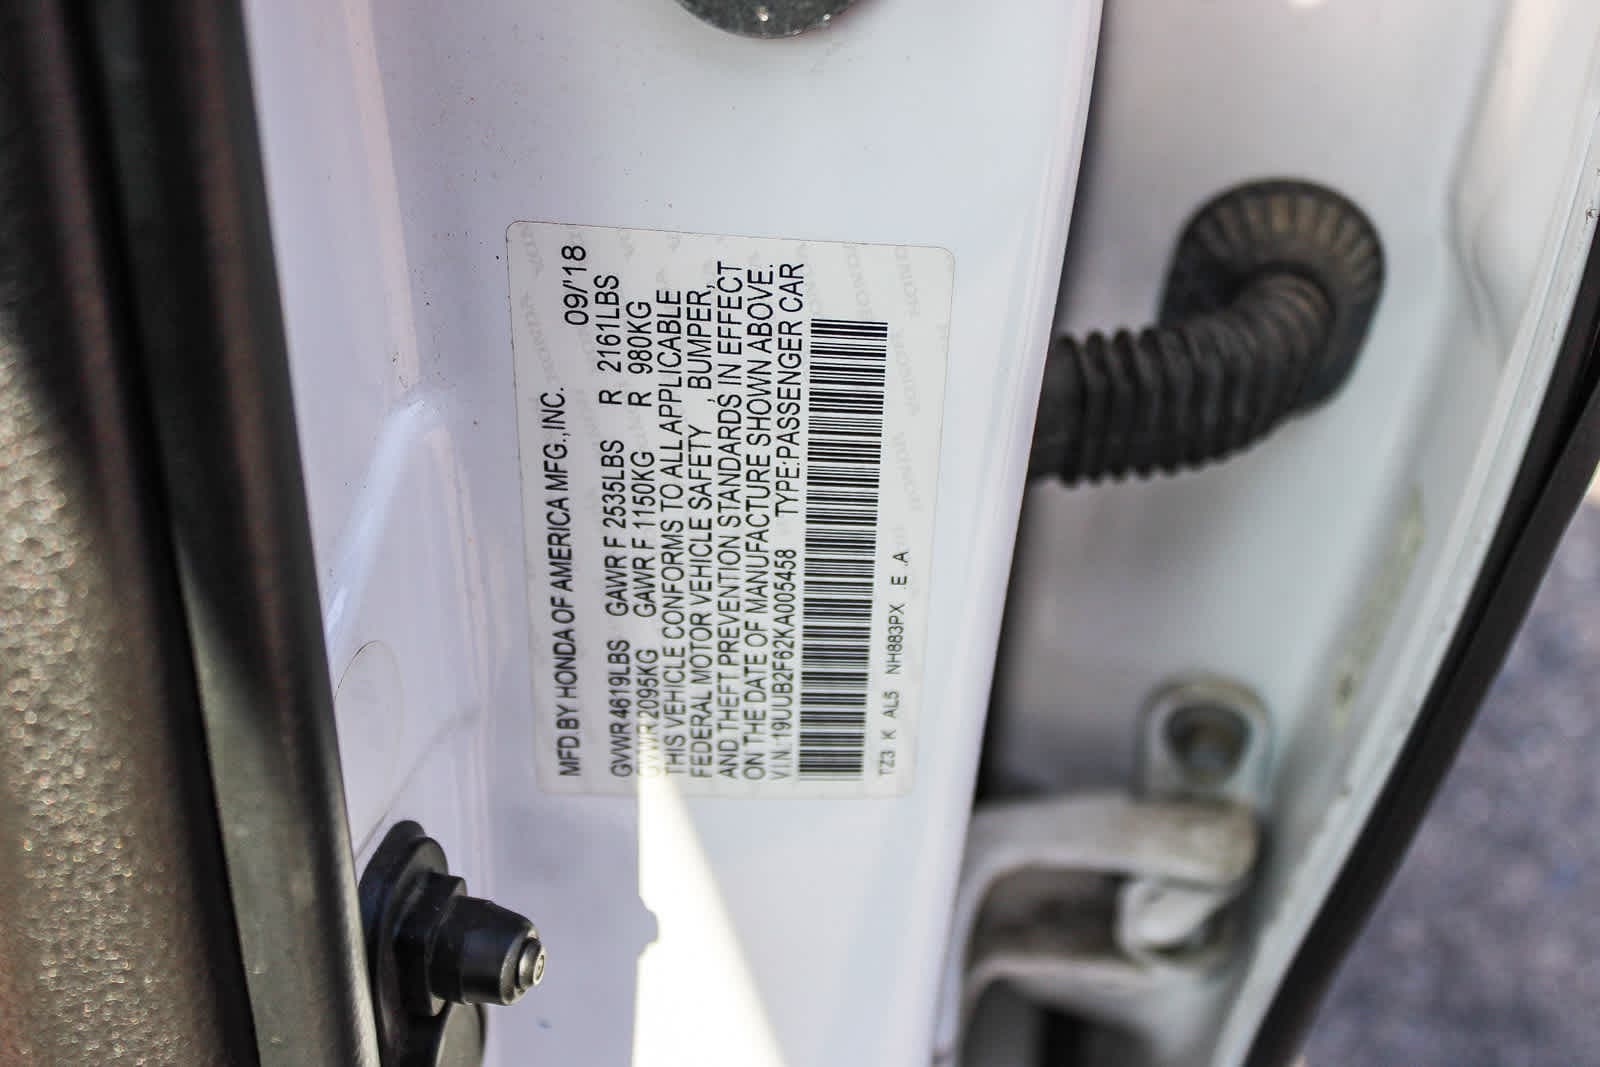 MFD.BY HONDA OF AMERICA MFG.,INC. 09/'18
GVWR 4619LBS GAWR F 2535LBS R 2161LBS
GVWR 2095KG GAWR F 1150KG R 980KG
THIS VEHICLE CONFORMS TO ALL APPLICABLE
FEDERAL MOTOR VEHICLE SAFETY , BUMPER,
AND THEFT PREVENTION STANDARDS IN EFFECT
ON THE DATE OF MANUFACTURE SHOWN ABOVE.
V I N: 19UUB2F62KA005458 TYPE:PASSENGER CAR
TZ3 K AL5 NH883PX .E .A